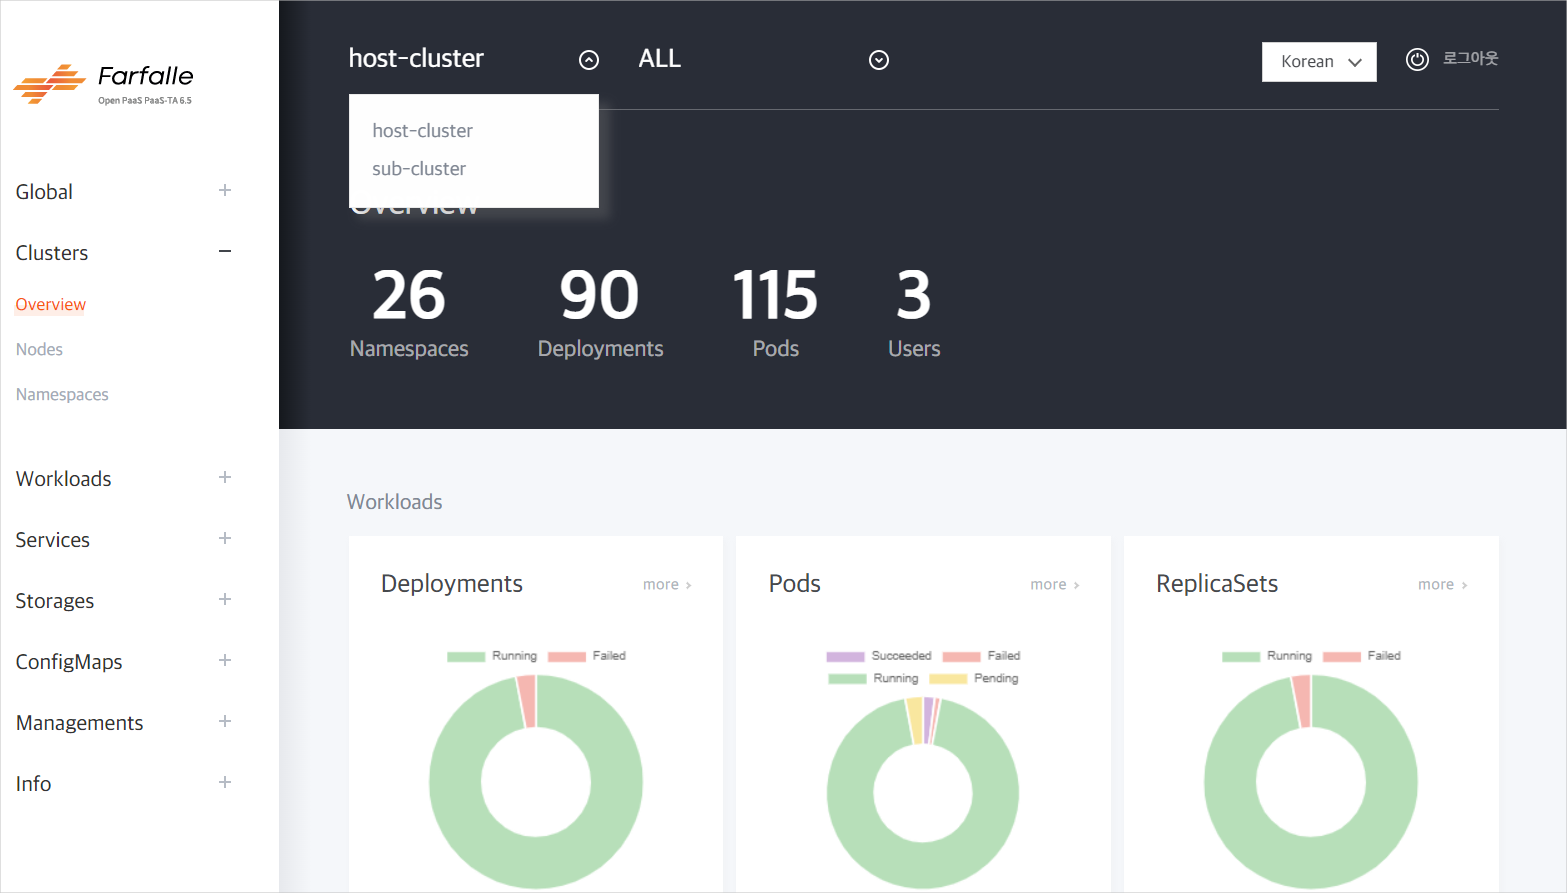 Farfalle
Open PaaS PaaS-TA 6.5
Global
Clusters
Overview
Nodes
Namespaces
Workloads
Services
Storages
ConfigMaps
Managements
Info
host-cluster
ALL
Korean
로그아웃
host-cluster
sub-cluster
Overview
26
Namespaces
90
Deployments
115
Pods
3
Users
Workloads
Deployments
more
Running Failed
Pods
more
Succeeded Failed
Running Pending
ReplicaSets
more
Running Failed